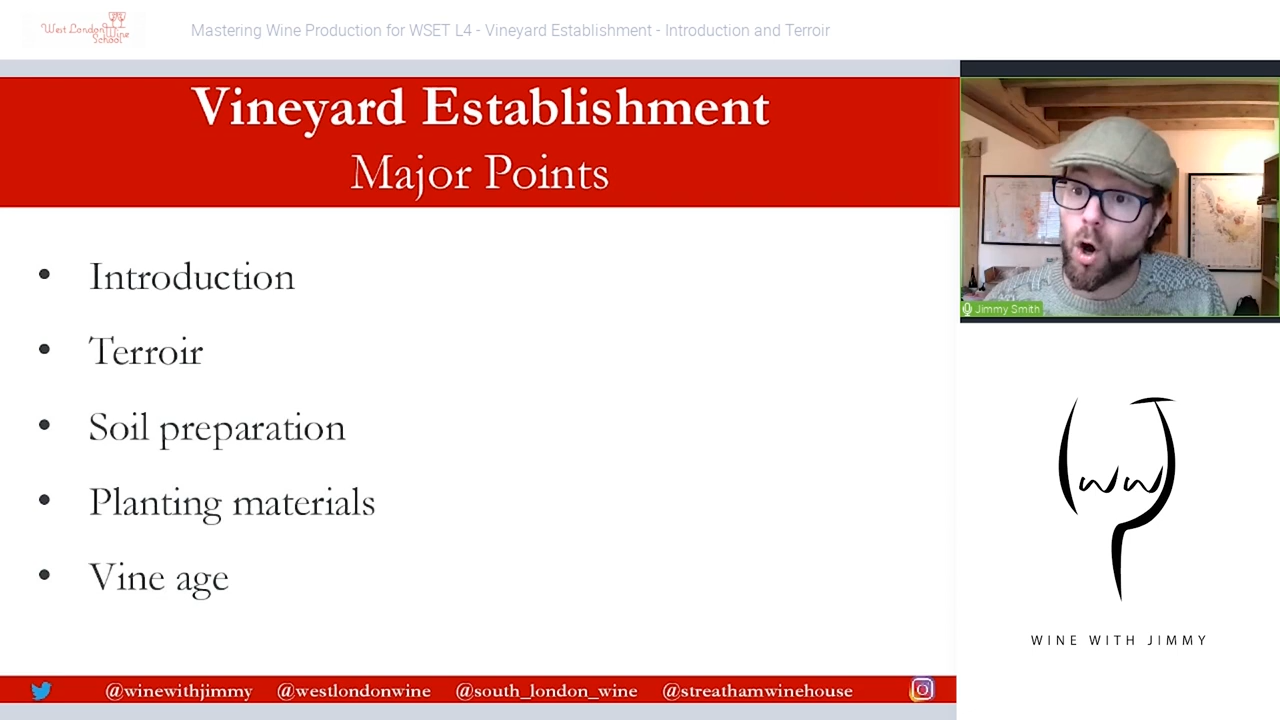 West London
Wine
School
Mastering Wine Production for WSET L4 - Vineyard Establishment - Introduction and Terroir
Vineyard Establishment
Major Points
• Introduction
• Terroir
• Soil preparation
• Planting materials
• Vine age
@winewithjimmy @westlondonwine @south_london_wine @streathamwinehouse
Jimmy Smith
ww
WINE WITH JIMMY